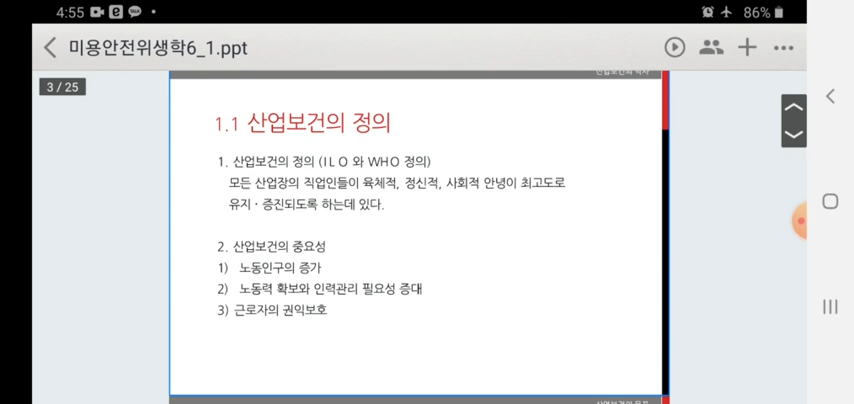 4:55
86%
미용안전위생학6_1.ppt
3 / 25
1.1 산업보건의 정의
1. 산업보건의 정의 (ILO 와 WHO 정의)
모든 산업장의 직업인들이 육체적, 정신적, 사회적 안녕이 최고도로
유지 · 증진되도록 하는데 있다.
2. 산업보건의 중요성
1) 노동인구의 증가
2) 노동력 확보와 인력관리 필요성 증대
3) 근로자의 권익보호